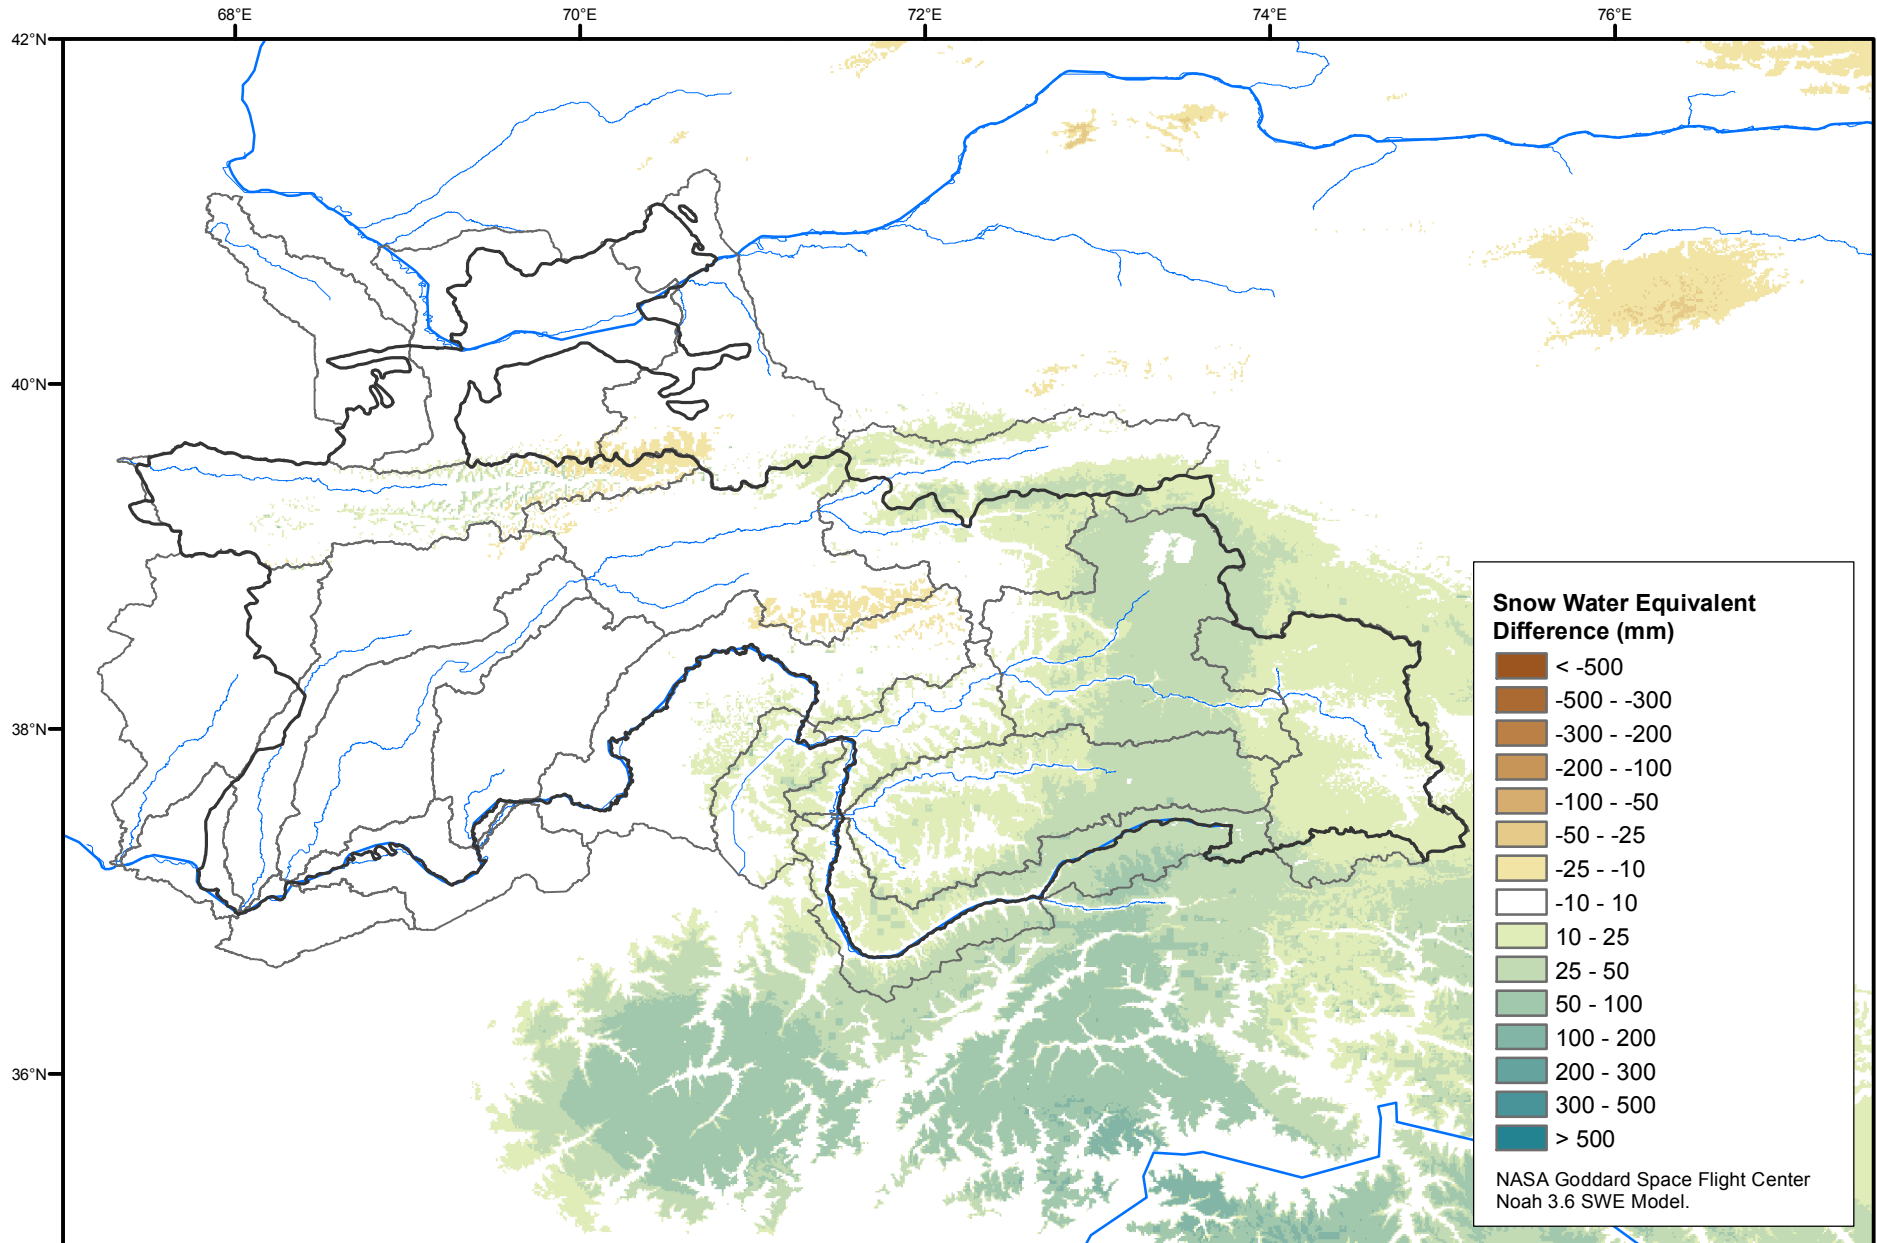 68°E 70°E 72°E 74°E 76°E
42°N
40°N
38°N
36°N
Snow Water Equivalent
Difference (mm)
< -500
-500 - -300
-300 - -200
-200 - -100
-100 - -50
-50 - -25
-25 - -10
-10 - 10
10 - 25
25 - 50
50 - 100
100 - 200
200 - 300
300 - 500
> 500
NASA Goddard Space Flight Center
Noah 3.6 SWE Model.